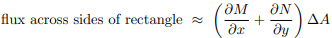 flux across sides of rectangle ≈ (∂M/∂x + ∂N/∂y) ΔA